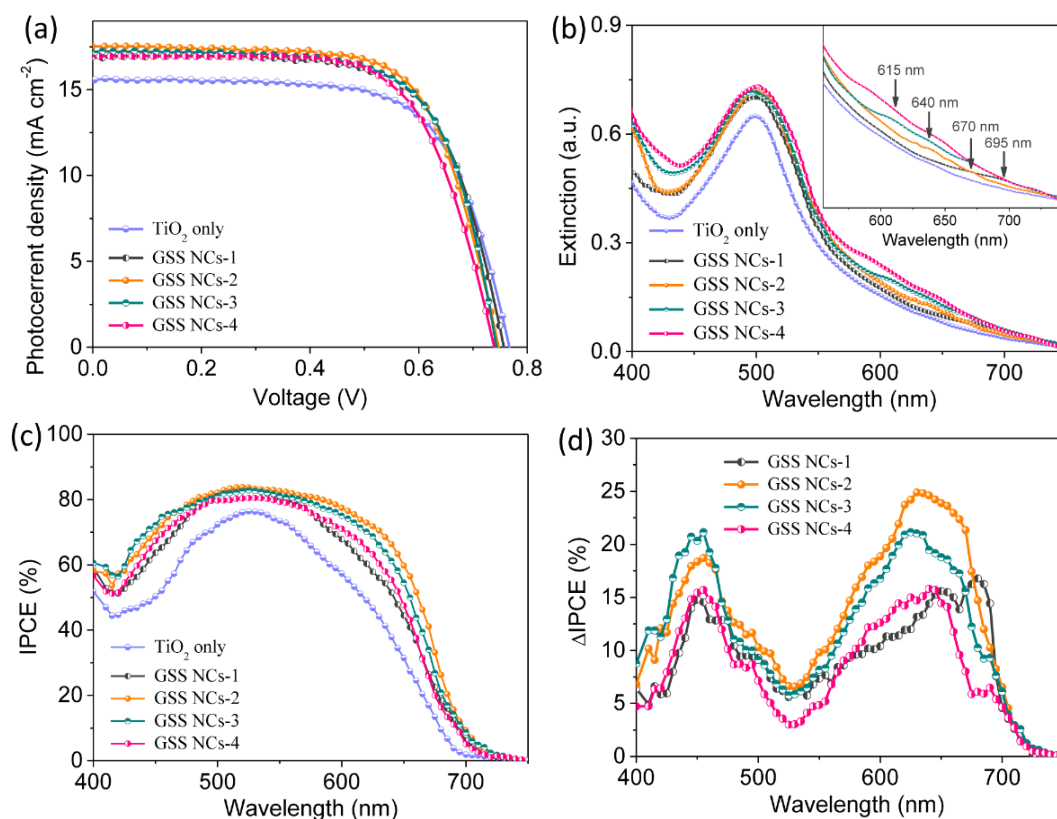 (a)
Photocerrent density (mA cm⁻²)
15
10
5
0
TiO₂ only
GSS NCs-1
GSS NCs-2
GSS NCs-3
GSS NCs-4
0.0 0.2 0.4 0.6 0.8
Voltage (V)
(b)
Extinction (a.u.)
0.6
0.3
0.0
TiO₂ only
GSS NCs-1
GSS NCs-2
GSS NCs-3
GSS NCs-4
615 nm
640 nm
670 nm
695 nm
600 650 700
Wavelength (nm)
400 500 600 700
Wavelength (nm)
(c)
IPCE (%)
100
80
60
40
20
0
TiO₂ only
GSS NCs-1
GSS NCs-2
GSS NCs-3
GSS NCs-4
400 500 600 700
Wavelength (nm)
(d)
ΔIPCE (%)
30
25
20
15
10
5
0
GSS NCs-1
GSS NCs-2
GSS NCs-3
GSS NCs-4
400 500 600 700
Wavelength (nm)